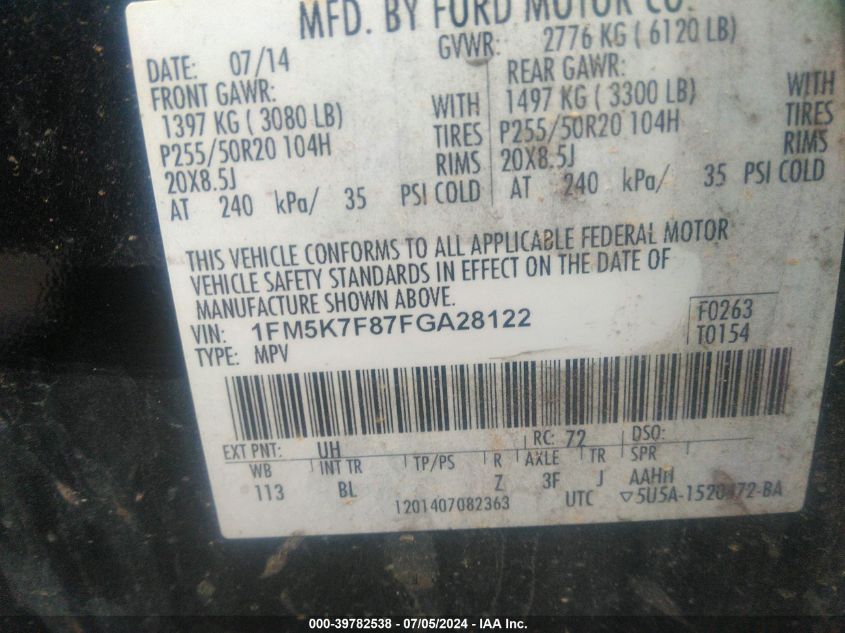 MFD. BY FORD MOTOR CO.
DATE: 07/14 GVWR: 2776 KG ( 6120 LB)
FRONT GAWR: REAR GAWR:
1397 KG ( 3080 LB) WITH 1497 KG ( 3300 LB) WITH
P255/50R20 104H TIRES P255/50R20 104H TIRES
20X8.5J RIMS 20X8.5J RIMS
AT 240 kPa/ 35 PSI COLD AT 240 kPa/ 35 PSI COLD
THIS VEHICLE CONFORMS TO ALL APPLICABLE FEDERAL MOTOR
VEHICLE SAFETY STANDARDS IN EFFECT ON THE DATE OF
MANUFACTURE SHOWN ABOVE.
VIN: 1FM5K7F87FGA28122 F0263
TYPE: MPV T0154
EXT PNT: UH RC: 72 DSO:
WB INT TR TP/PS R AXLE TR SPR
113 BL Z 3F J AAHH
1201407082363 UTC
000-39782538 - 07/05/2024 - IAA Inc.